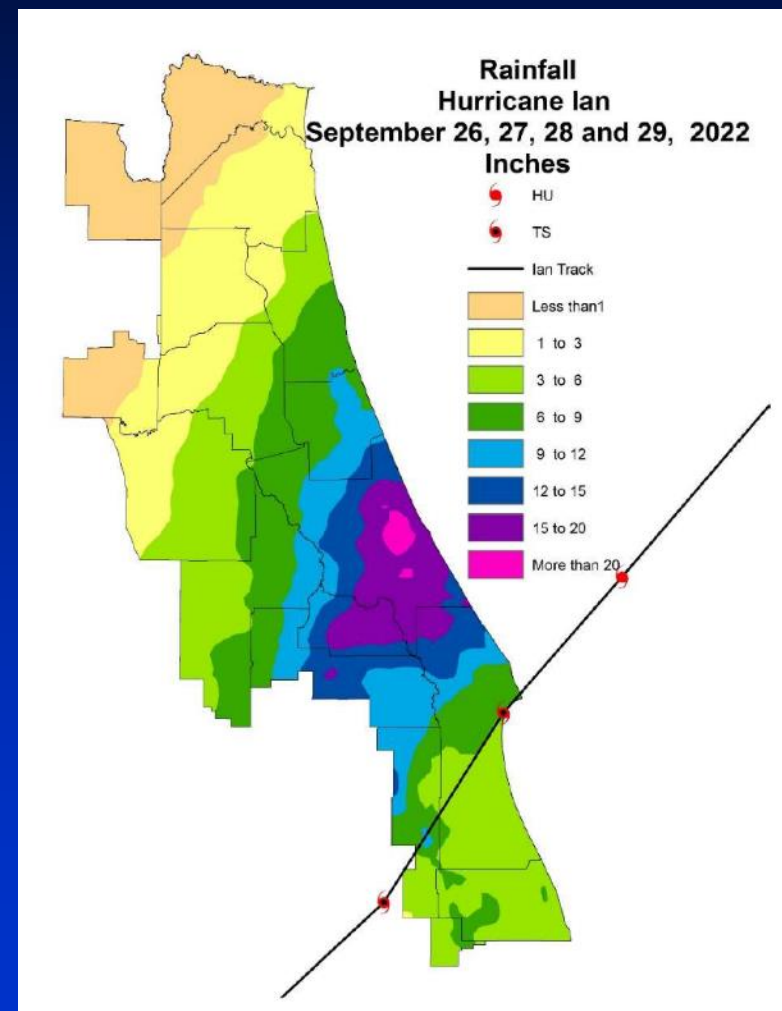 Rainfall
Hurricane Ian
September 26, 27, 28 and 29, 2022
Inches
HU
TS
Ian Track
Less than1
1 to 3
3 to 6
6 to 9
9 to 12
12 to 15
15 to 20
More than 20